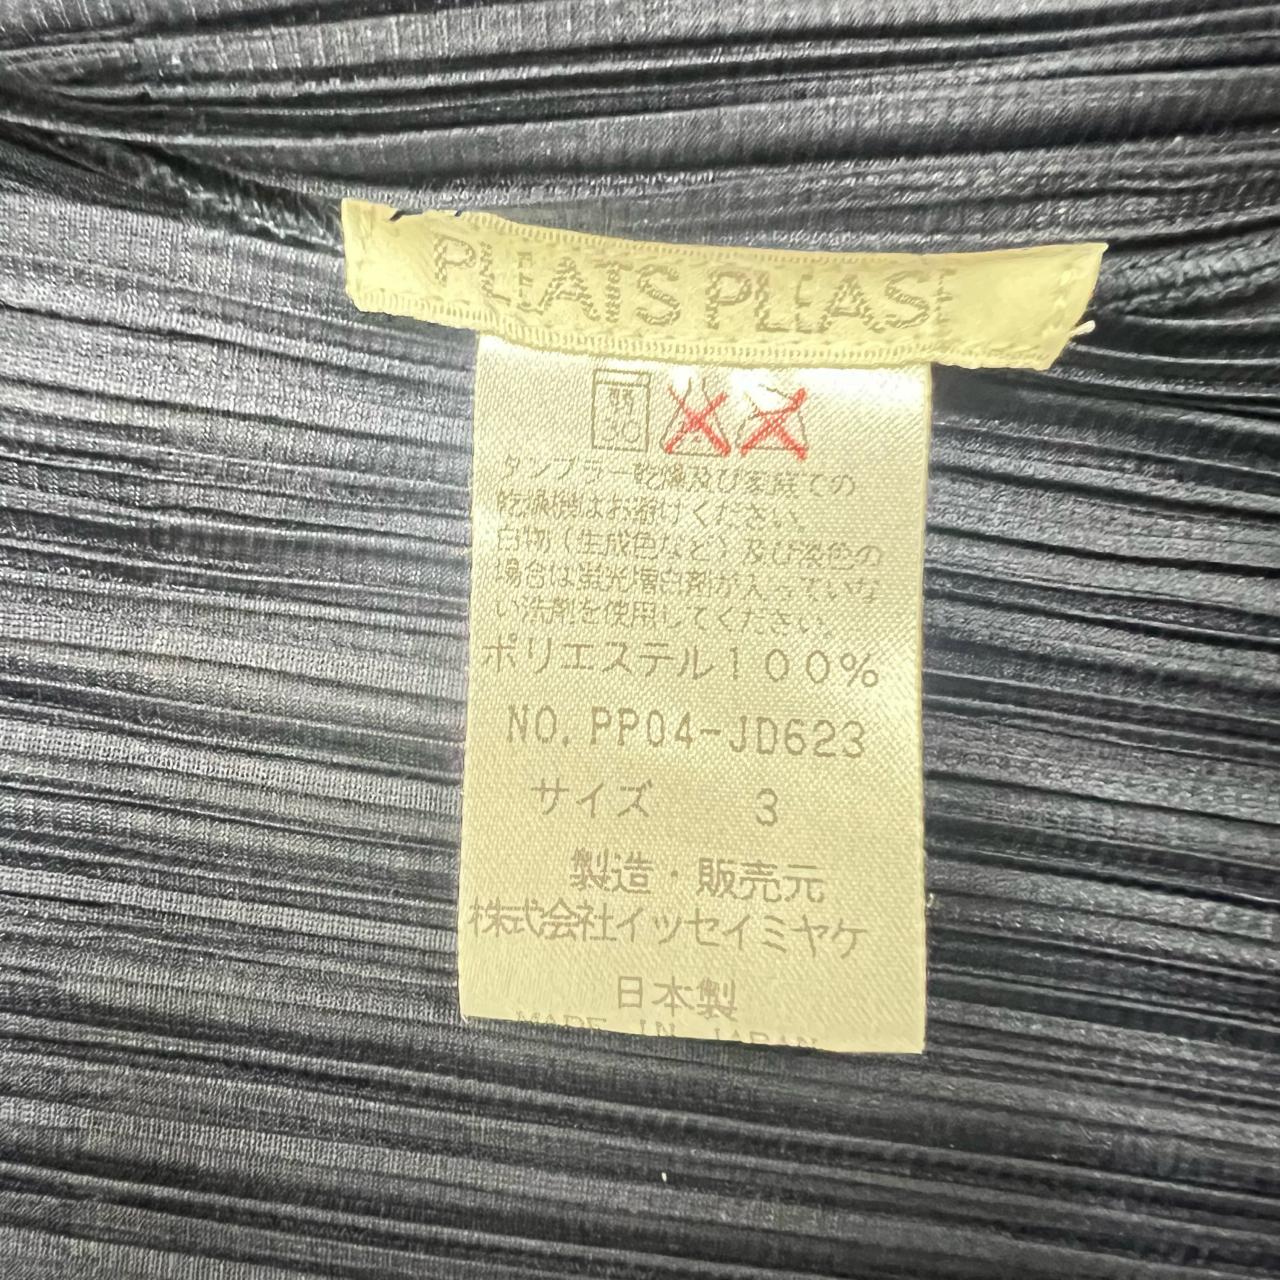 PLEATS PLEASE
弱
30
タンブラー乾燥及び家庭での
乾燥機はお避けください。
白物（生成色など）及び淡色の
場合は蛍光増白剤が入っていな
い洗剤を使用してください。
ポリエステル100%
NO. PP04-JD623
サイズ 3
製造・販売元
株式会社イッセイミヤケ
日本製
MADE IN JAPAN